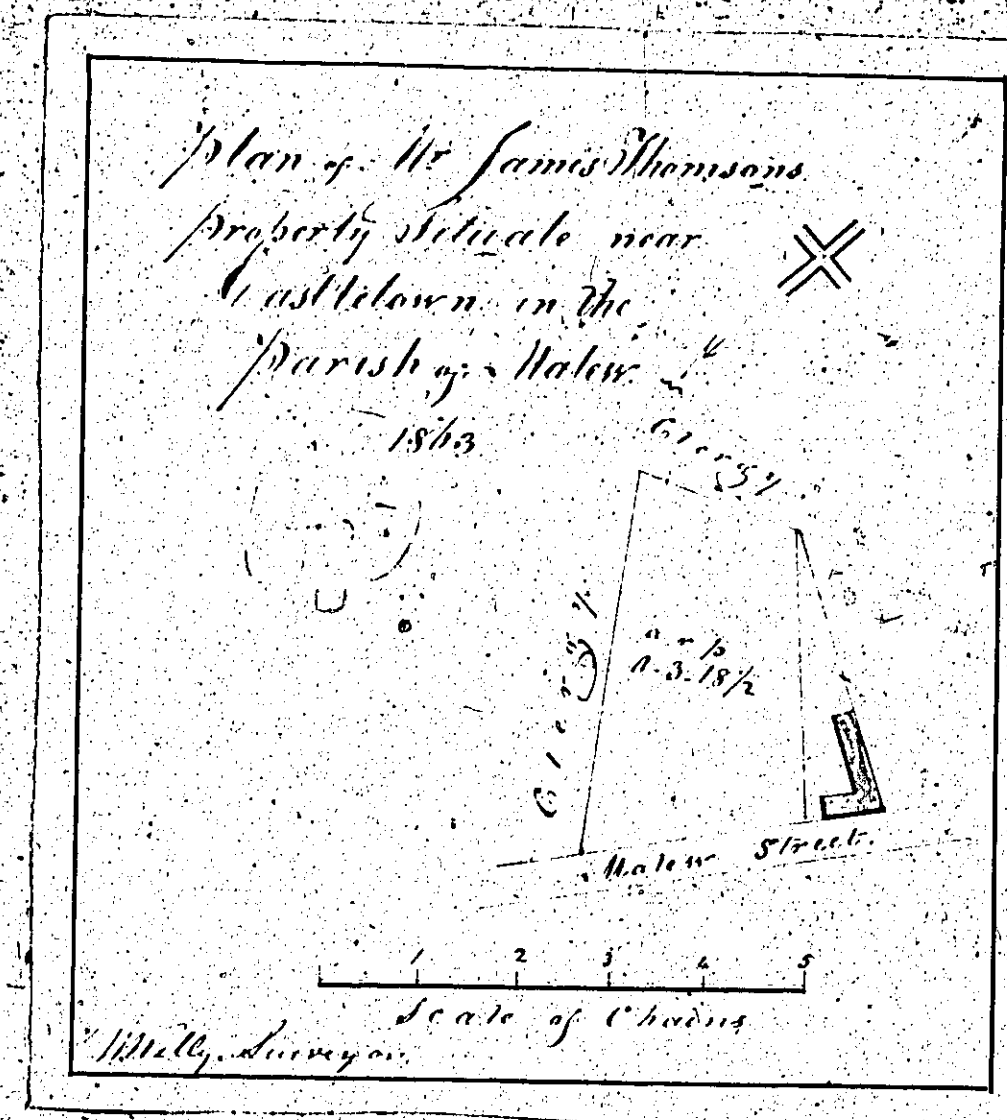 Plan of Mr James Thomsons
property situate near
Castletown in the
Parish of Malew
1863
Clergy
Clergy
a r p
0-3-18½
Malew Street.
1 2 3 4 5
Scale of Chains
Surveyor.